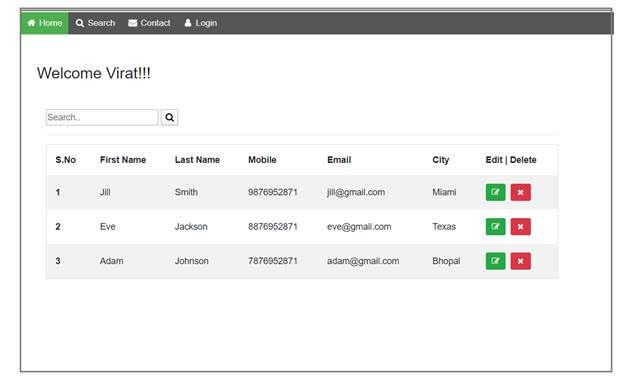 Home Search Contact Login
Welcome Virat!!!
Search..
S.No First Name Last Name Mobile Email City Edit | Delete
1 Jill Smith 9876952871 jill@gmail.com Miami
2 Eve Jackson 8876952871 eve@gmail.com Texas
3 Adam Johnson 7876952871 adam@gmail.com Bhopal